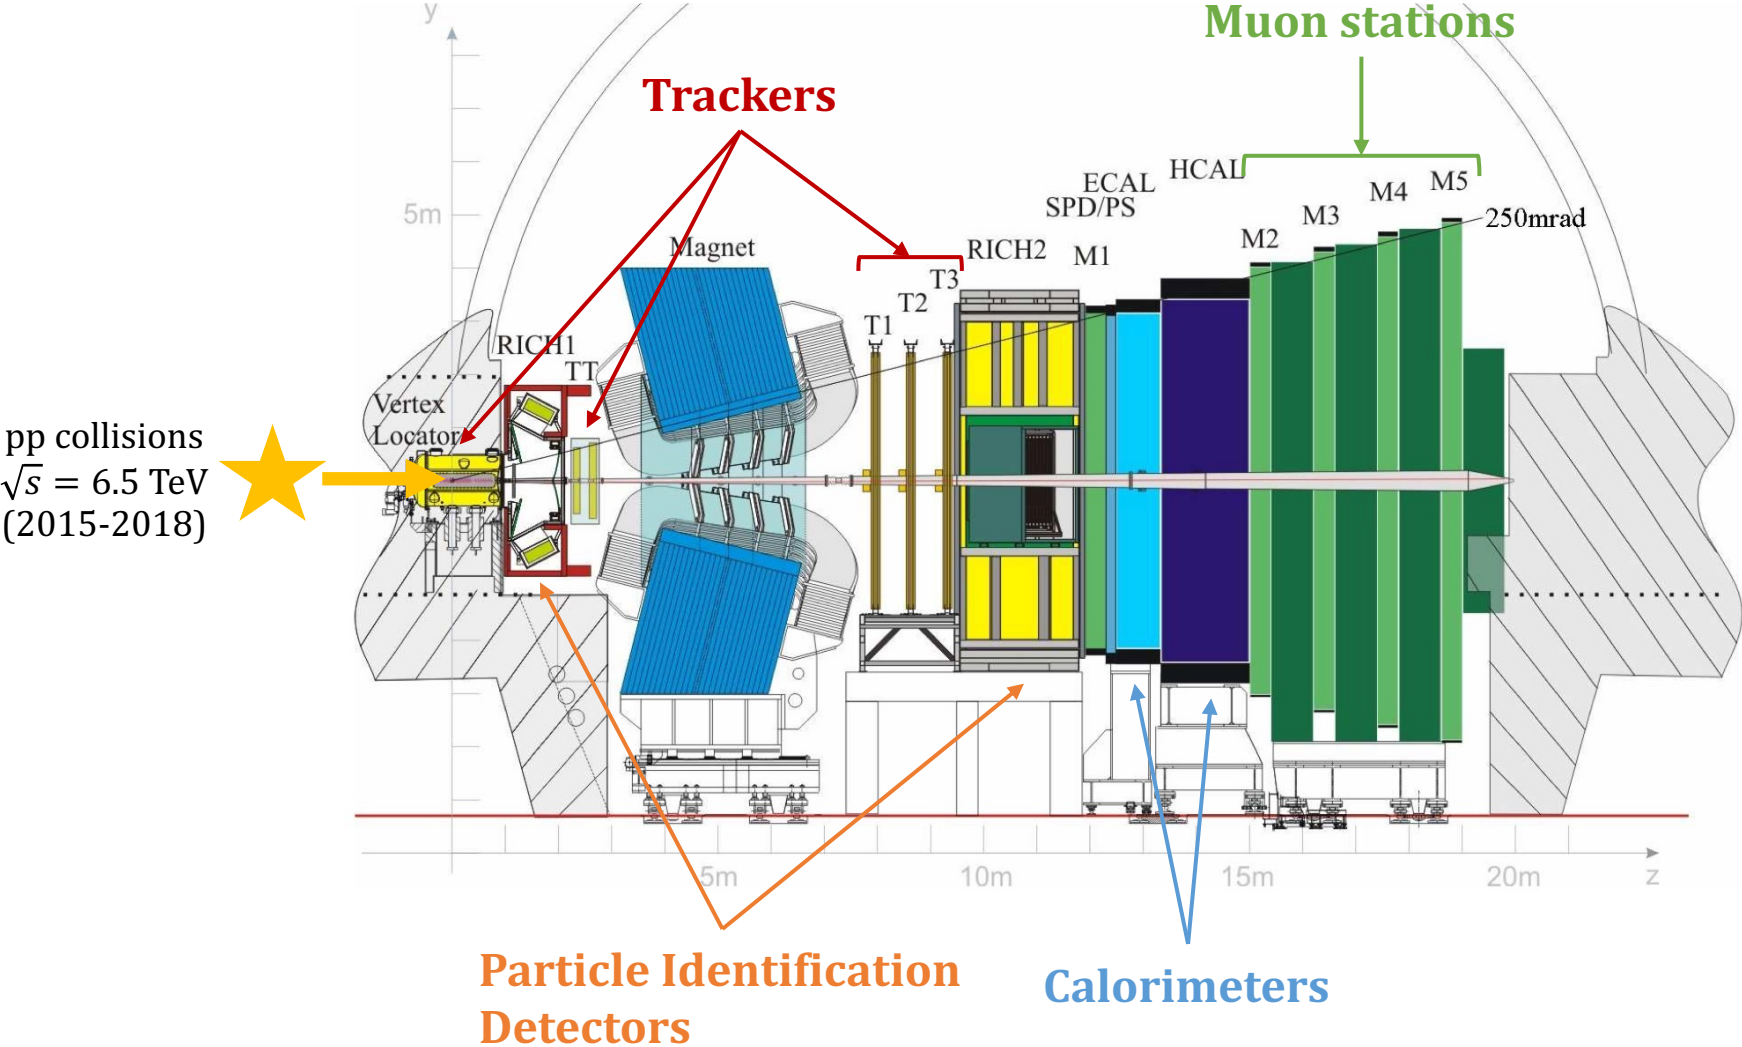 y
Muon stations
Trackers
HCAL
ECAL
SPD/PS
M5
M4
M3
M2
M1
250mrad
5m
Magnet
RICH2
T3
T2
T1
RICH1
TT
Vertex
Locator
pp collisions
√s = 6.5 TeV
(2015-2018)
5m
10m
15m
20m
z
Particle Identification
Detectors
Calorimeters